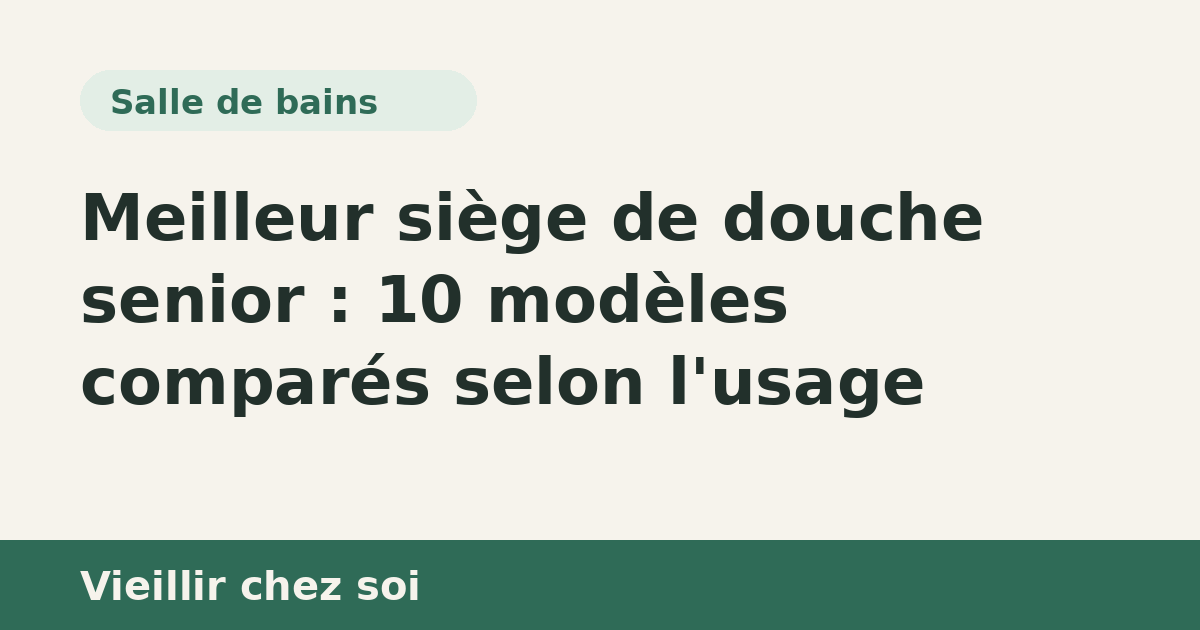 Salle de bains
Meilleur siège de douche
senior : 10 modèles
comparés selon l'usage
Vieillir chez soi